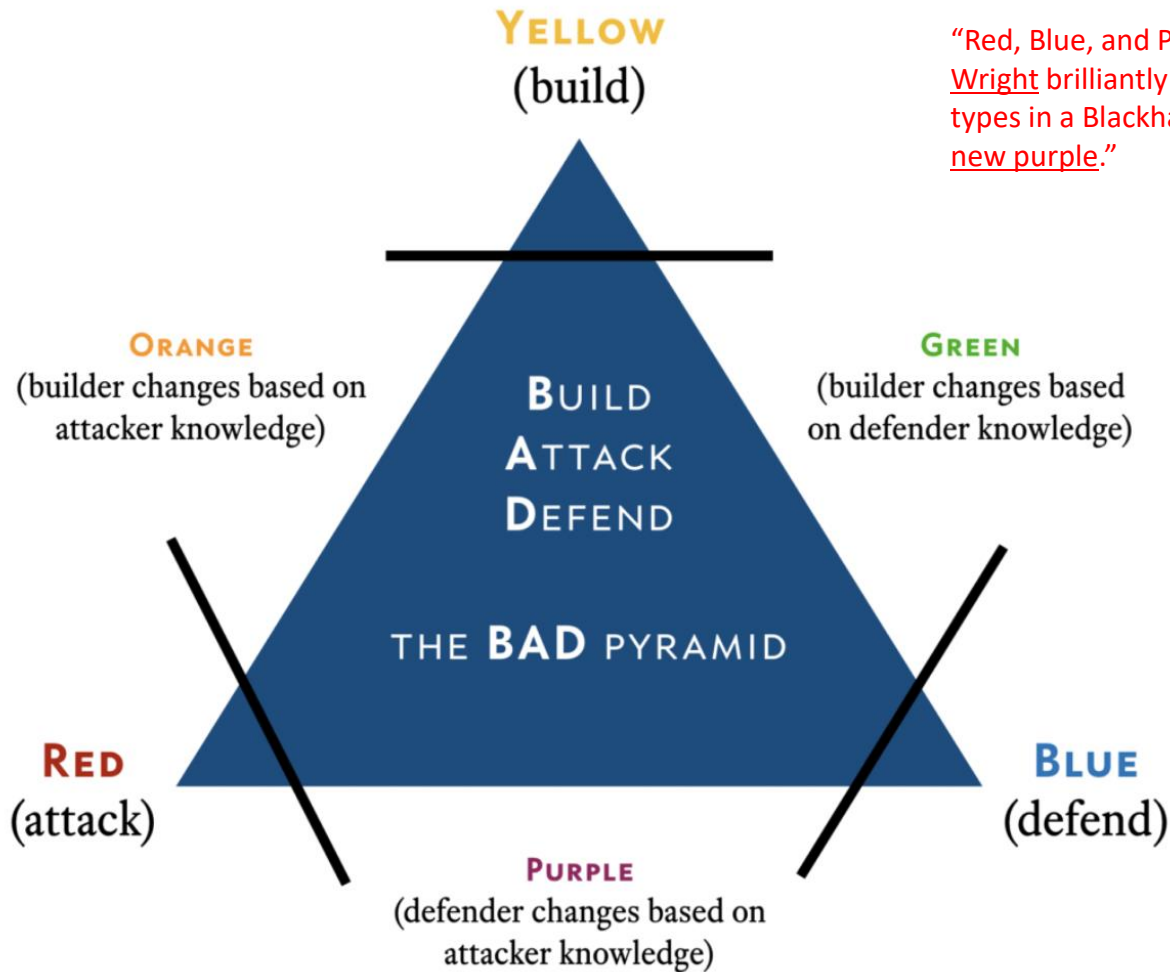 YELLOW
(build)
“Red, Blue, and P
Wright brilliantly
types in a Blackha
new purple.”
ORANGE
(builder changes based on
attacker knowledge)
GREEN
(builder changes based
on defender knowledge)
BUILD
ATTACK
DEFEND
THE BAD PYRAMID
RED
(attack)
BLUE
(defend)
PURPLE
(defender changes based on
attacker knowledge)